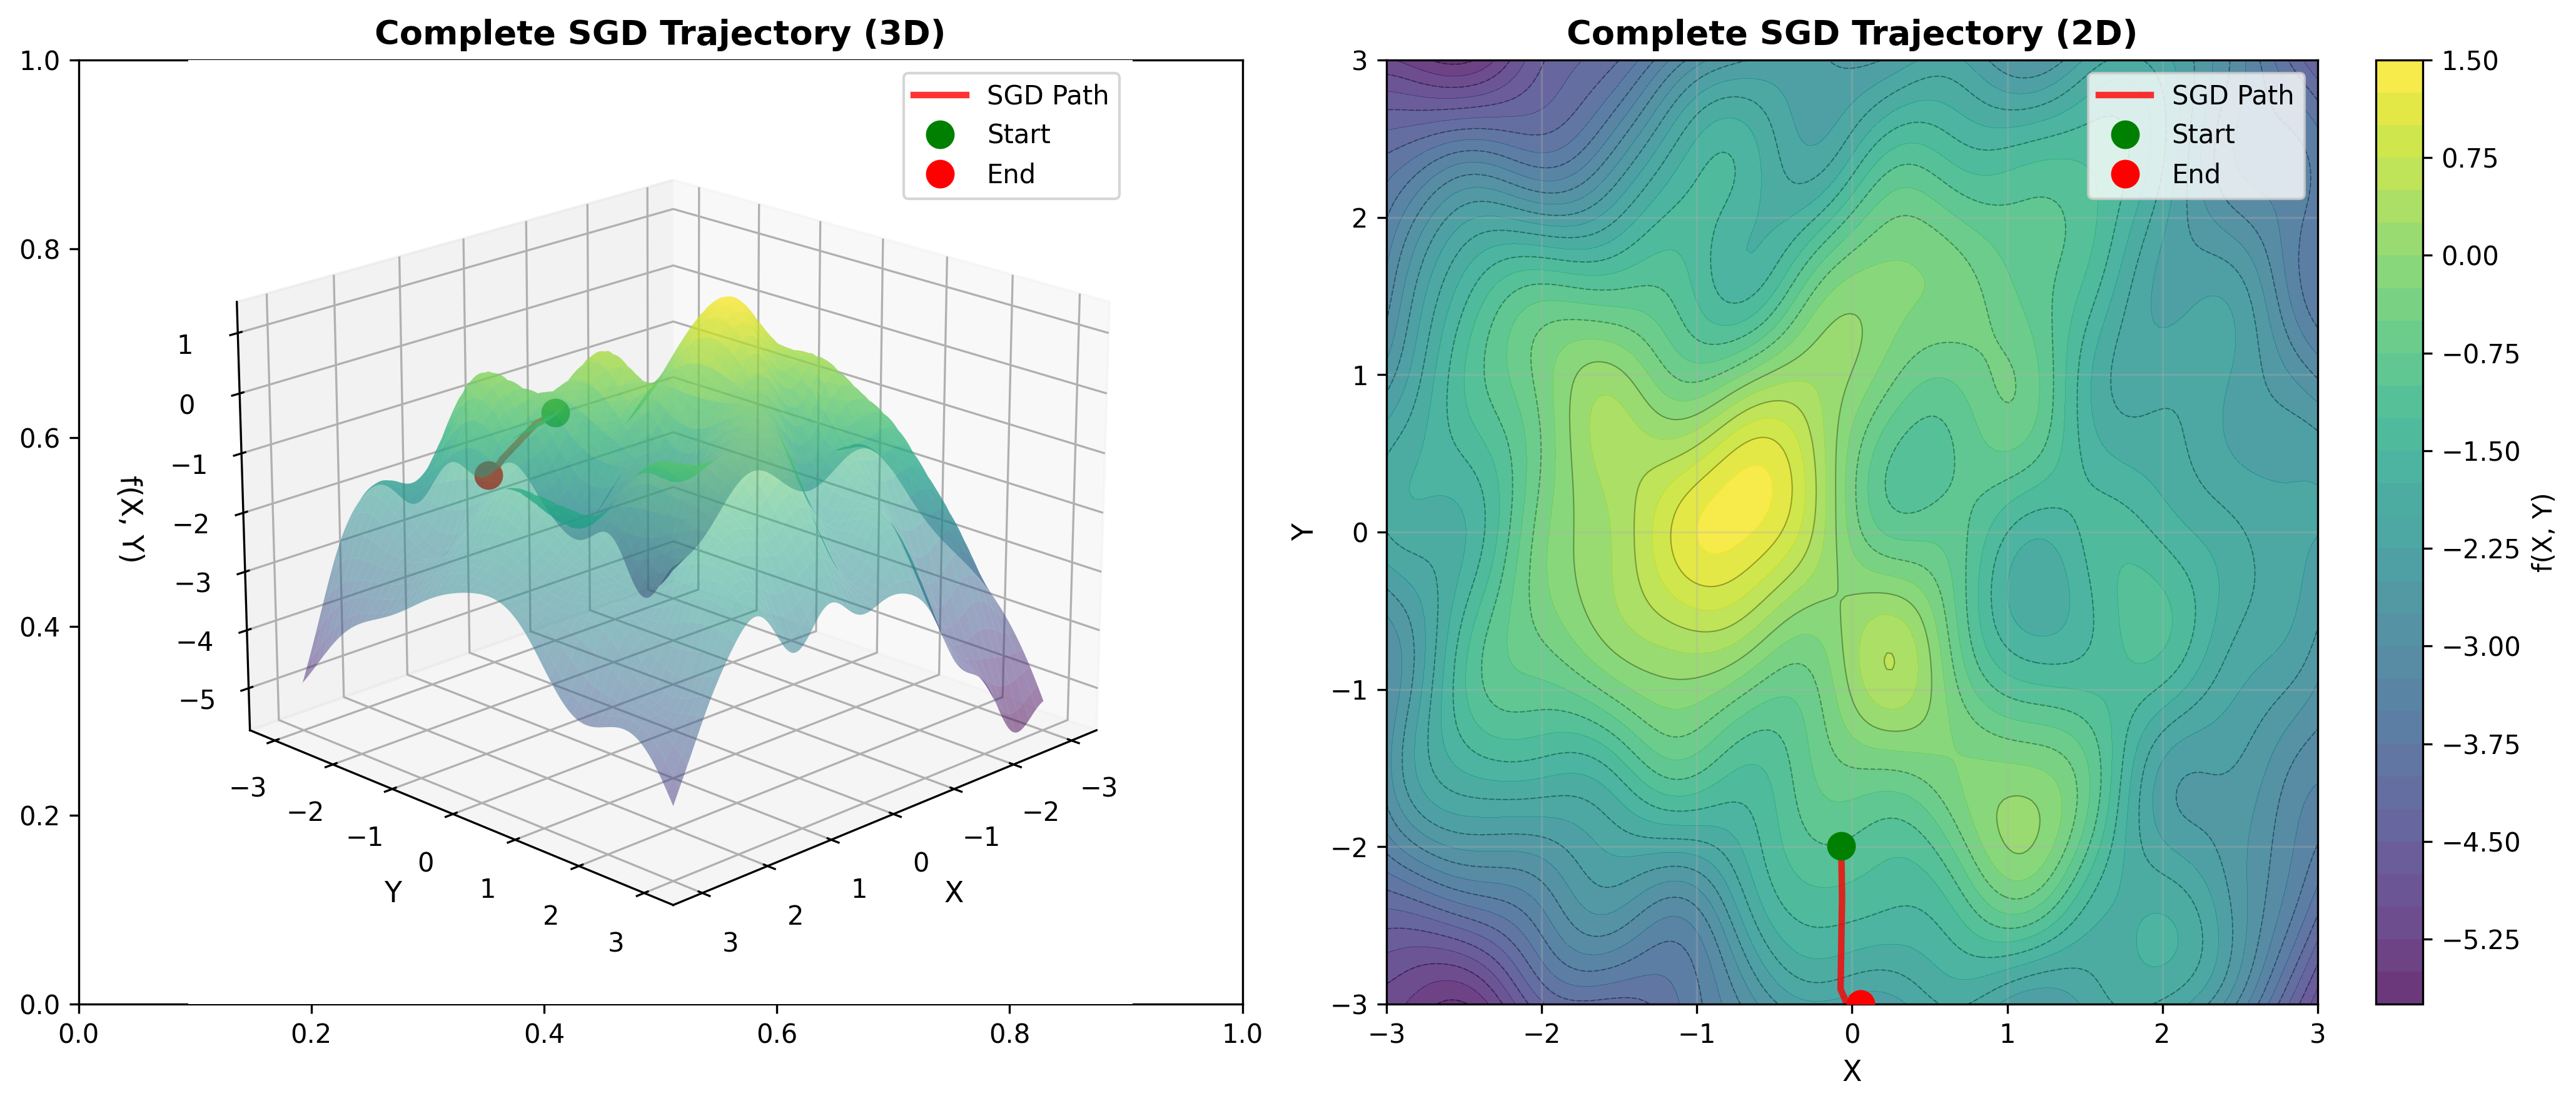 Complete SGD Trajectory (3D)
SGD Path
Start
End
1.0
0.8
0.6
0.4
0.2
0.0
0.0 0.2 0.4 0.6 0.8 1.0
f(X, Y)
1
0
−1
−2
−3
−4
−5
−3 −2 −1 0 1 2 3
Y
3 2 1 0 −1 −2 −3
X
Complete SGD Trajectory (2D)
SGD Path
Start
End
Y
3
2
1
0
−1
−2
−3
−3 −2 −1 0 1 2 3
X
1.50
0.75
0.00
−0.75
−1.50
−2.25
−3.00
−3.75
−4.50
−5.25
f(X, Y)